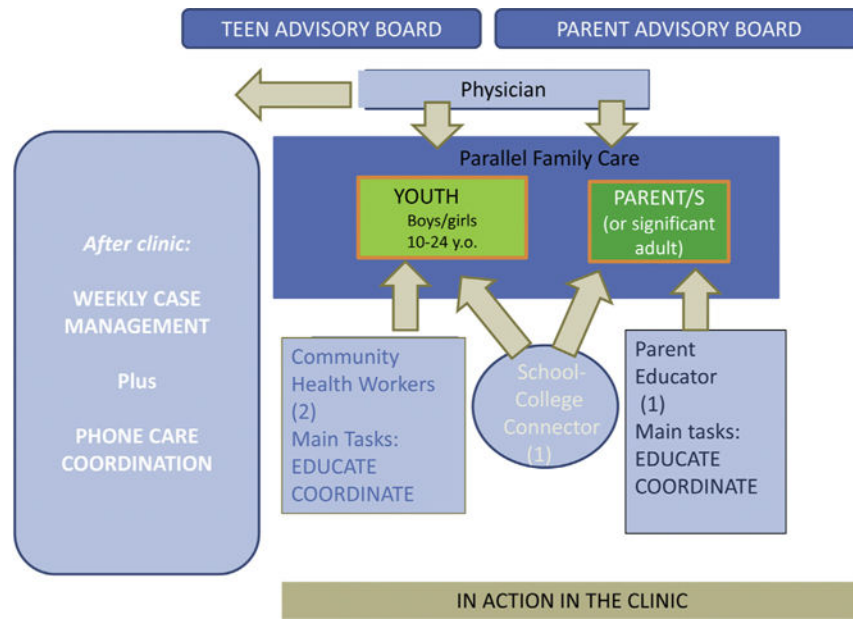 TEEN ADVISORY BOARD
PARENT ADVISORY BOARD
Physician
Parallel Family Care
YOUTH
Boys/girls
10-24 y.o.
PARENT/S
(or significant
adult)
After clinic:
WEEKLY CASE
MANAGEMENT
Plus
PHONE CARE
COORDINATION
Community
Health Workers
(2)
Main Tasks:
EDUCATE
COORDINATE
School-
College
Connector
(1)
Parent
Educator
(1)
Main tasks:
EDUCATE
COORDINATE
IN ACTION IN THE CLINIC